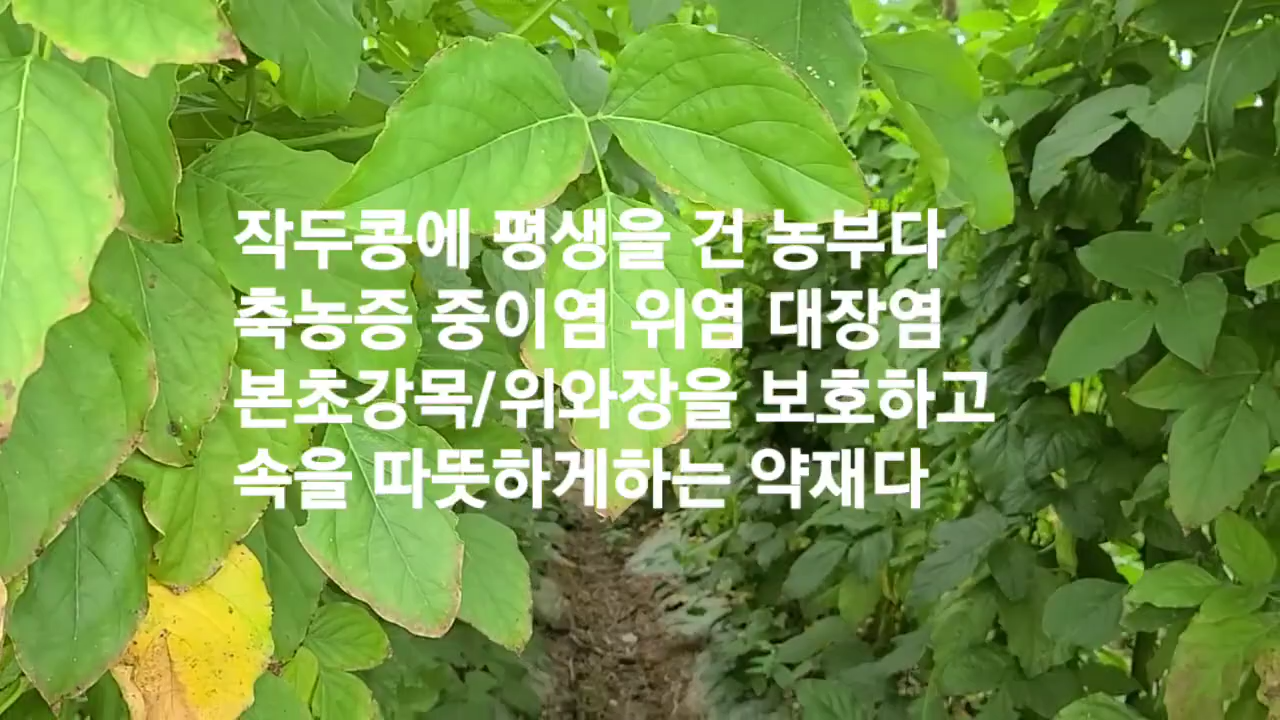 작두콩에 평생을 건 농부다
축농증 중이염 위염 대장염
본초강목/위와장을 보호하고
속을 따뜻하게하는 약재다